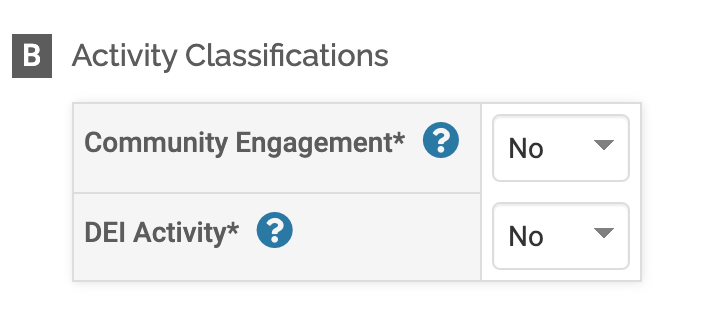 B Activity Classifications
Community Engagement* ? No
DEI Activity* ? No